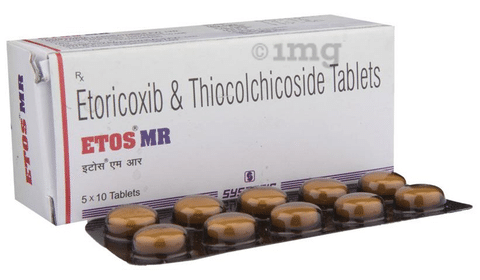 ©1mg
Rx
Etoricoxib & Thiocolchicoside Tablets
ETOS® MR
इटोस® एम आर
5 x 10 Tablets
ETOS MR